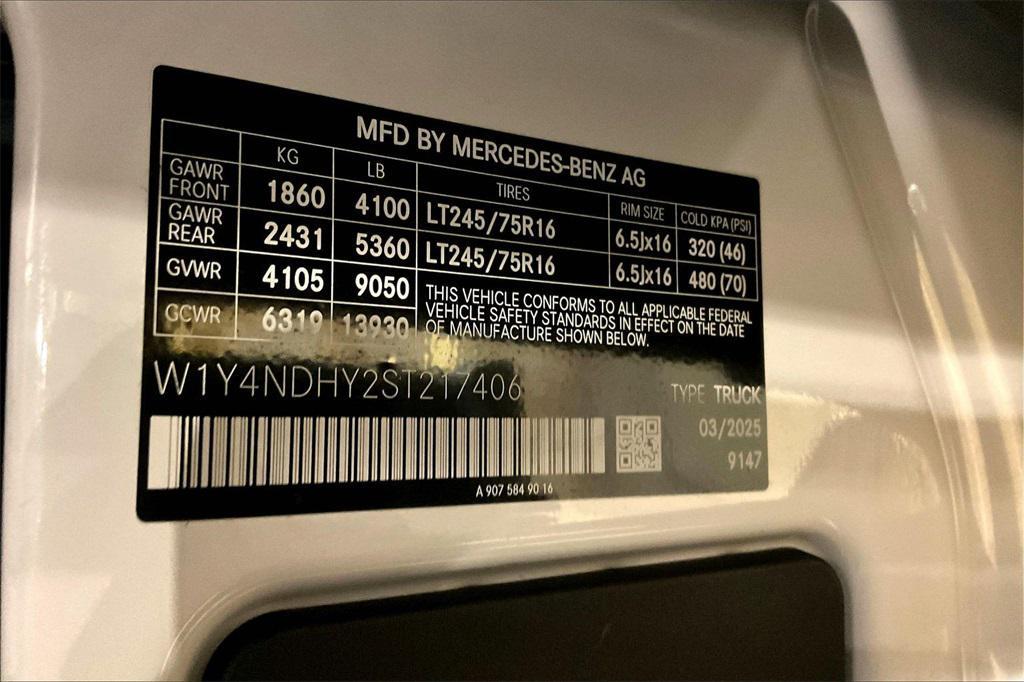 MFD BY MERCEDES-BENZ AG
KG LB TIRES RIM SIZE COLD KPA (PSI)
GAWR FRONT 1860 4100 LT245/75R16 6.5Jx16 320 (46)
GAWR REAR 2431 5360 LT245/75R16 6.5Jx16 480 (70)
GVWR 4105 9050
GCWR 6319 13930
THIS VEHICLE CONFORMS TO ALL APPLICABLE FEDERAL
VEHICLE SAFETY STANDARDS IN EFFECT ON THE DATE
OF MANUFACTURE SHOWN BELOW.
W1Y4NDHY2ST217406
TYPE TRUCK
03/2025
9147
A 907 584 90 16